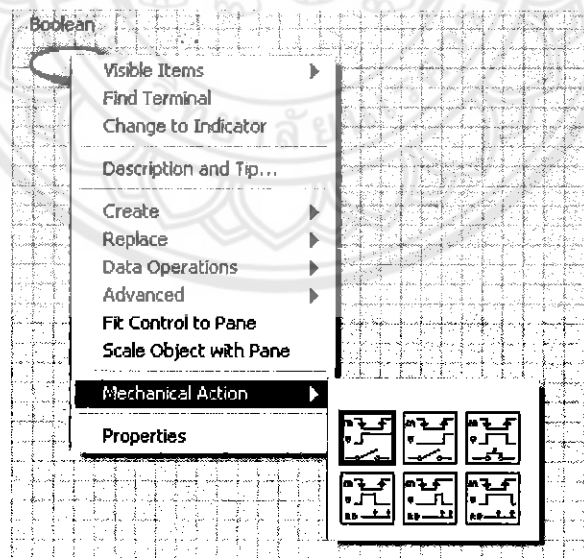 Boolean
Visible Items
Find Terminal
Change to Indicator
Description and Tip...
Create
Replace
Data Operations
Advanced
Fit Control to Pane
Scale Object with Pane
Mechanical Action
Properties